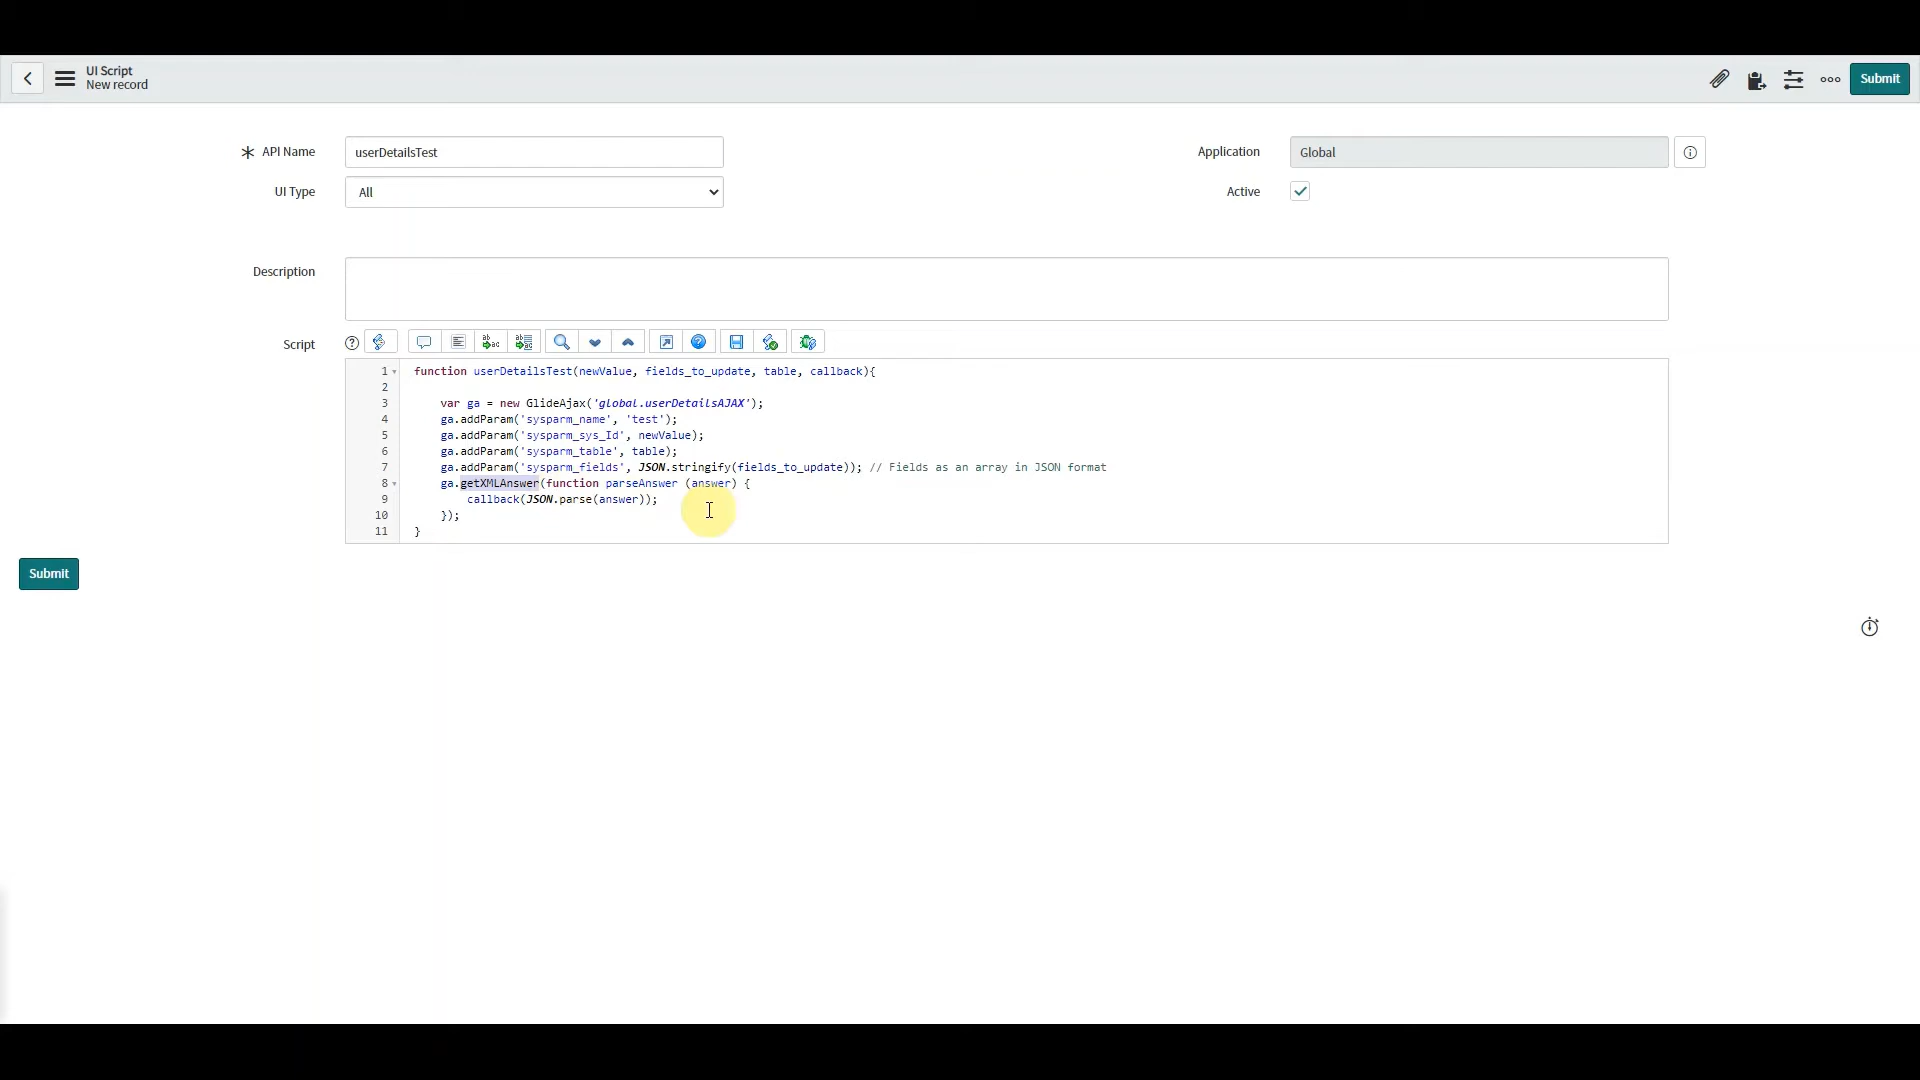 UI Script
New record
Submit
API Name
userDetailsTest
Application
Global
UI Type
All
Active
Description
Script
1 function userDetailsTest(newValue, fields_to_update, table, callback){
2
3 var ga = new GlideAjax('global.userDetailsAJAX');
4 ga.addParam('sysparm_name', 'test');
5 ga.addParam('sysparm_sys_Id', newValue);
6 ga.addParam('sysparm_table', table);
7 ga.addParam('sysparm_fields', JSON.stringify(fields_to_update)); // Fields as an array in JSON format
8 ga.getXMLAnswer(function parseAnswer (answer) {
9 callback(JSON.parse(answer));
10 });
11 }
Submit